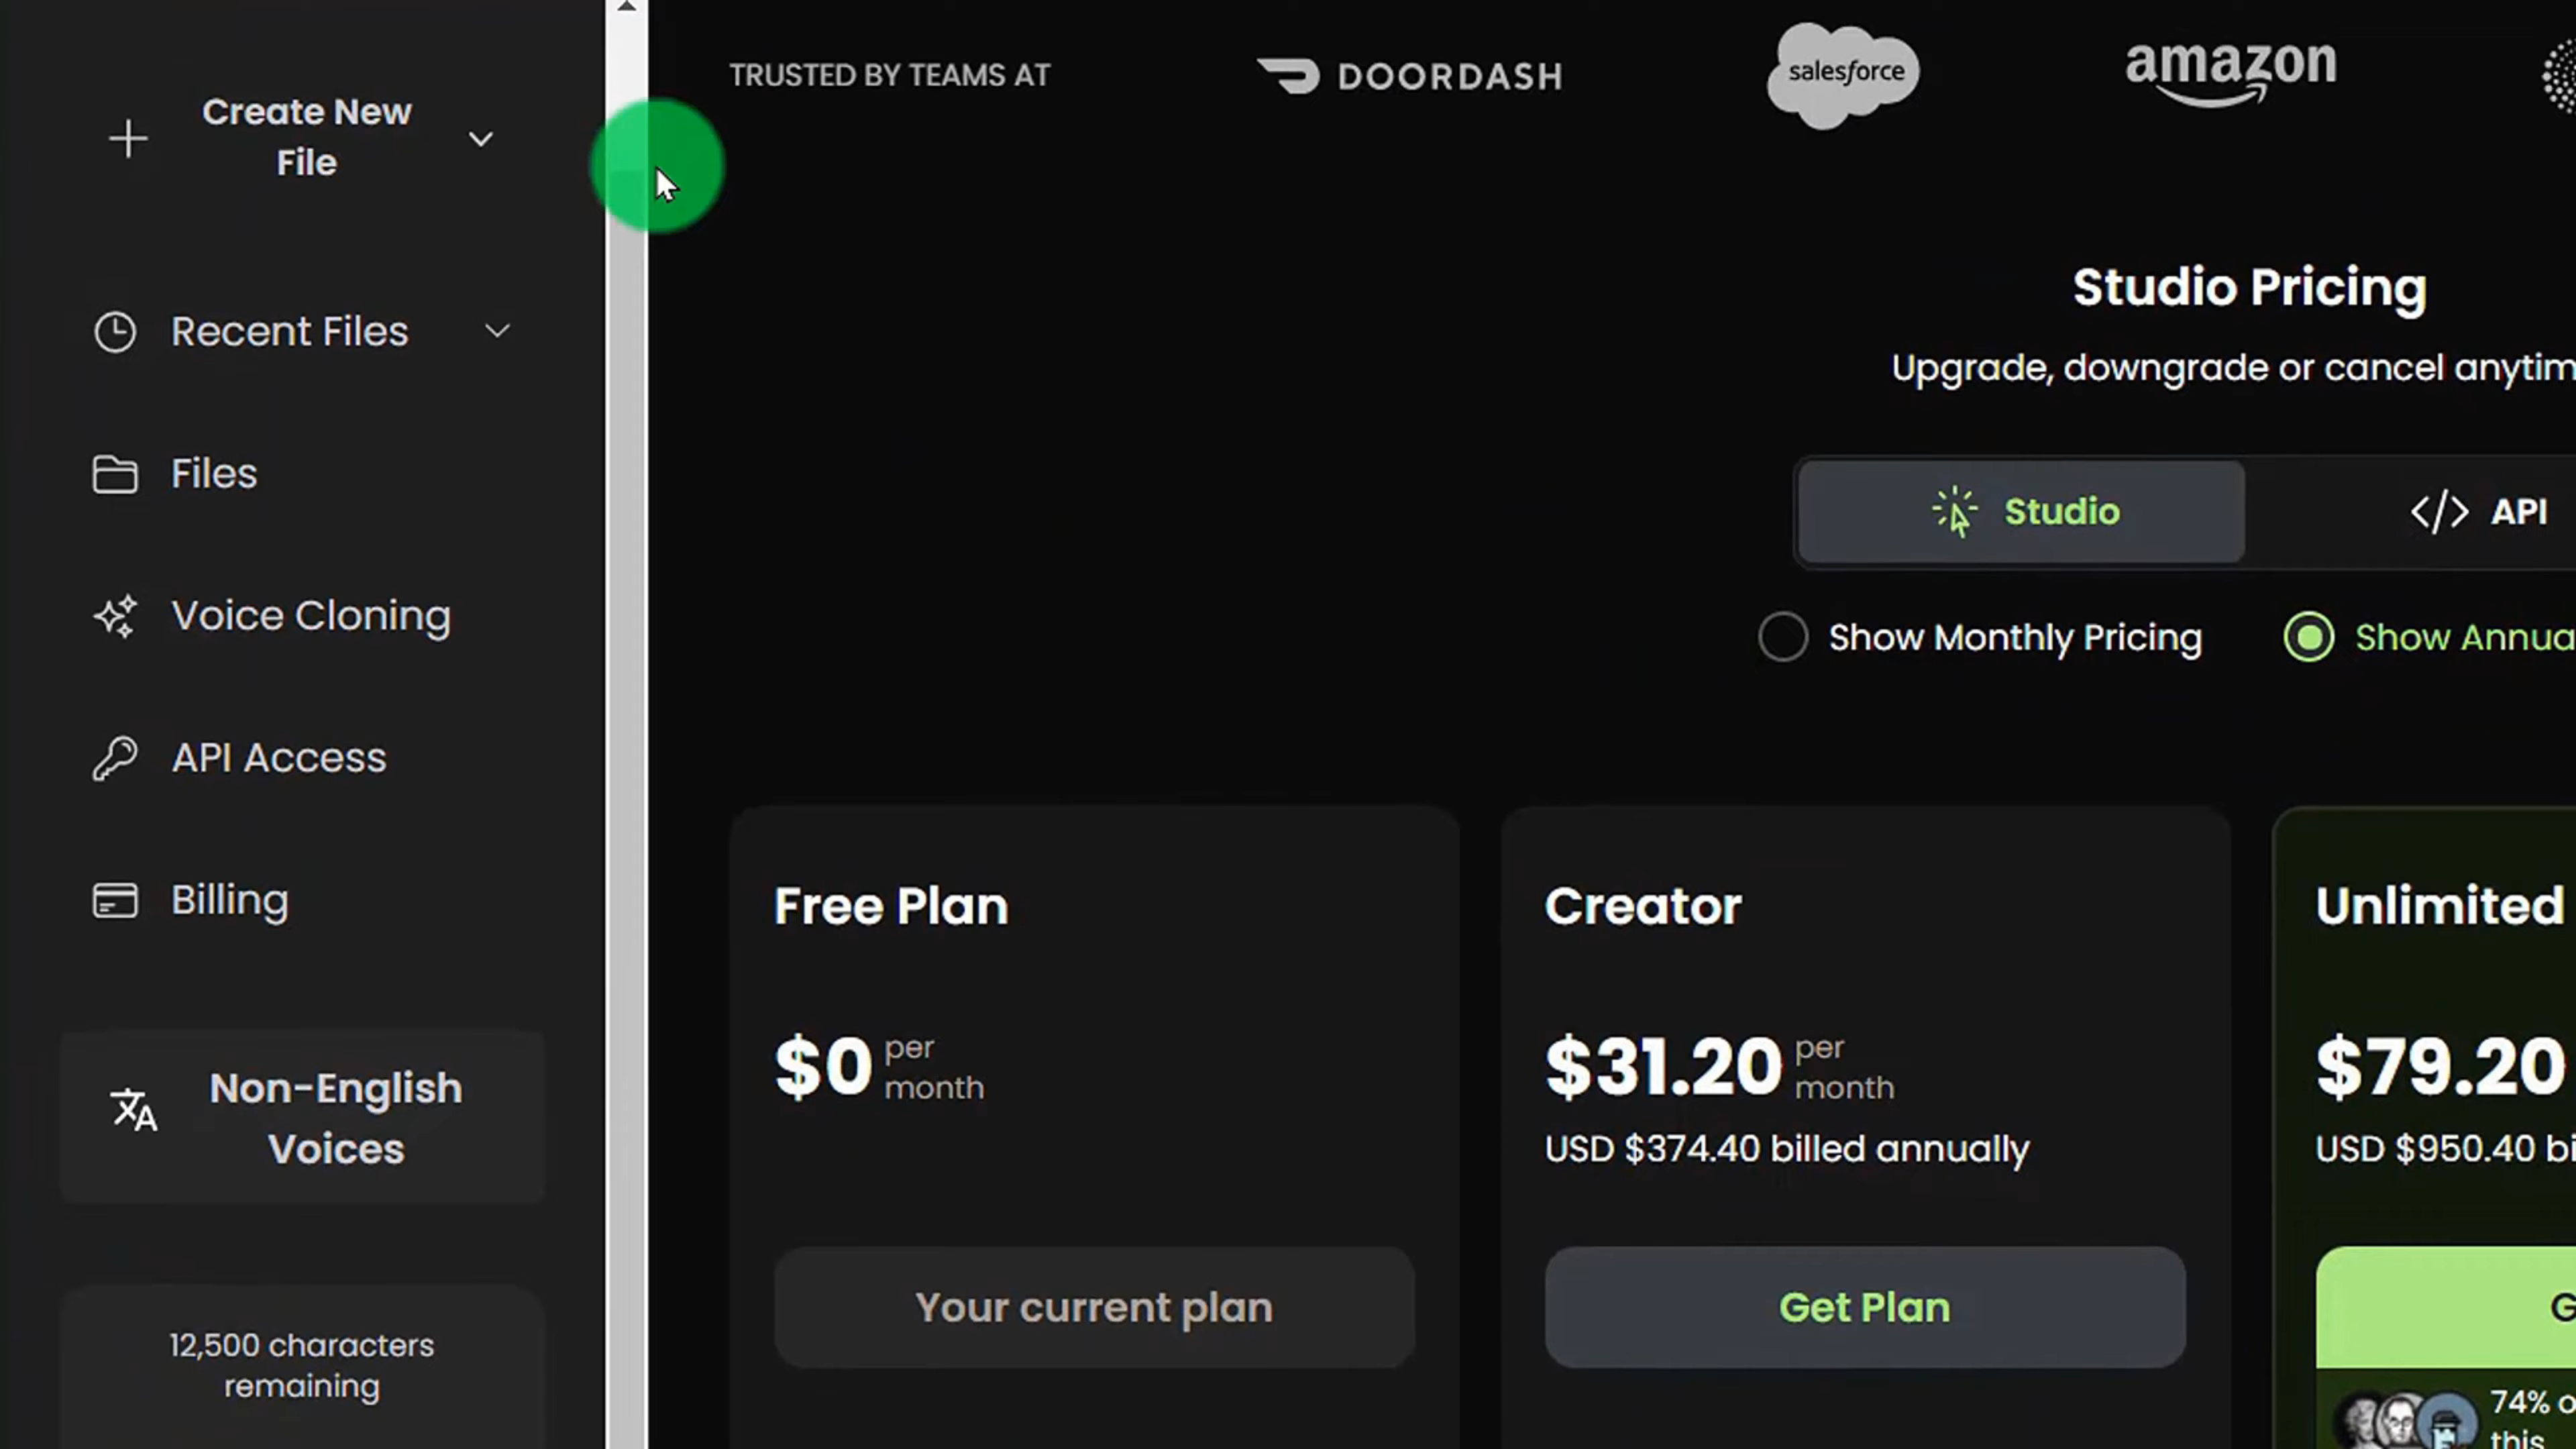 Create New
File
Recent Files
Files
Voice Cloning
API Access
Billing
Non-English
Voices
12,500 characters
remaining
TRUSTED BY TEAMS AT
DOORDASH
salesforce
amazon
Studio Pricing
Upgrade, downgrade or cancel anytim
Studio
</> API
Show Monthly Pricing
Show Annua
Free Plan
$0 per
month
Your current plan
Creator
$31.20 per
month
USD $374.40 billed annually
Get Plan
Unlimited
$79.20
USD $950.40 bi
G
74% o
this